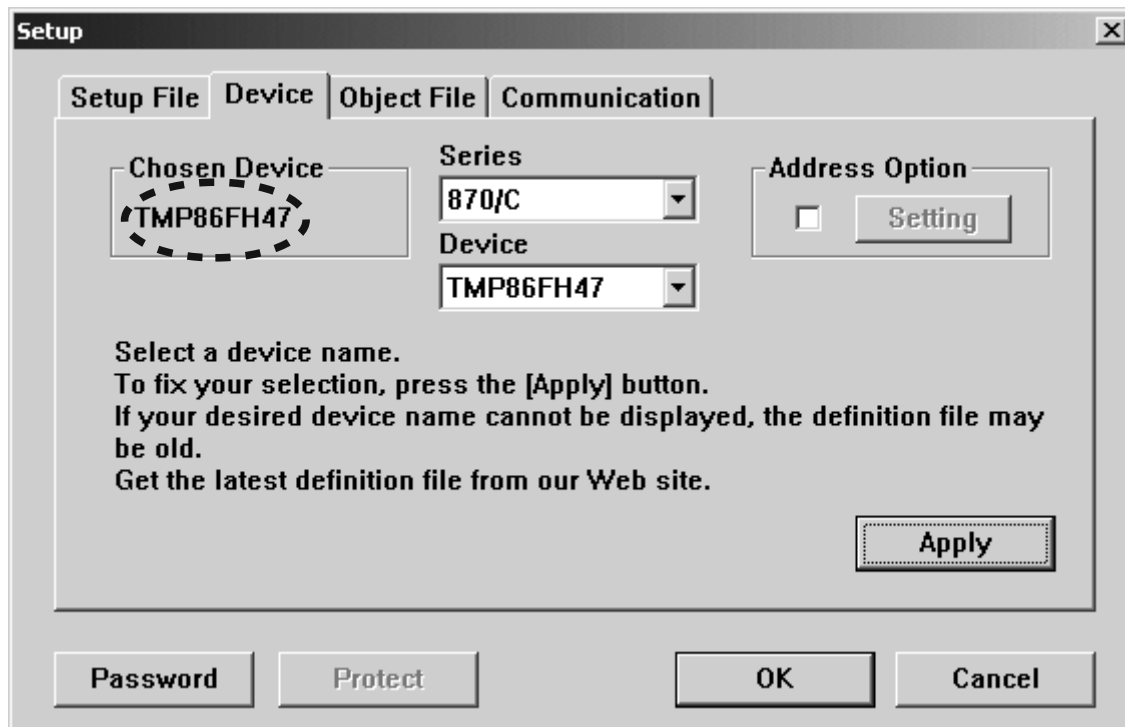 Setup
Setup File Device Object File Communication
Chosen Device
TMP86FH47
Series
870/C
Device
TMP86FH47
Address Option
Setting
Select a device name.
To fix your selection, press the [Apply] button.
If your desired device name cannot be displayed, the definition file may
be old.
Get the latest definition file from our Web site.
Apply
Password Protect OK Cancel